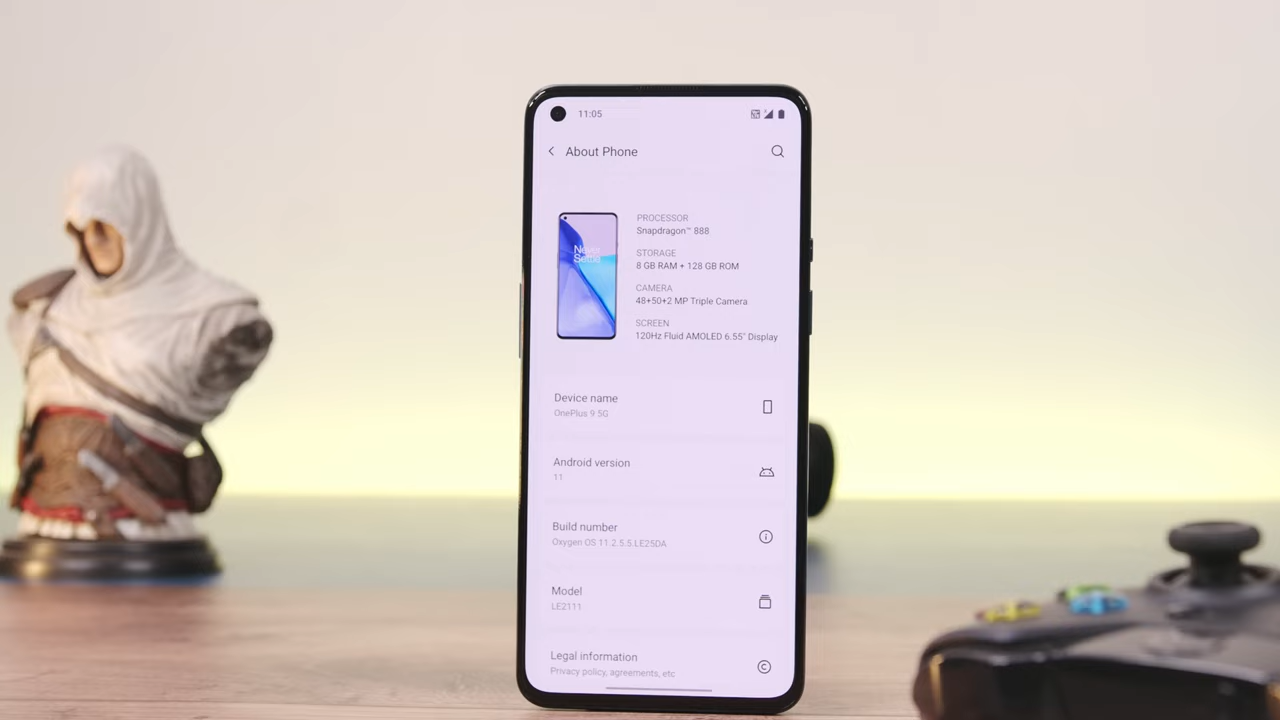 11:05
About Phone
PROCESSOR
Snapdragon™ 888
STORAGE
8 GB RAM + 128 GB ROM
CAMERA
48+50+2 MP Triple Camera
SCREEN
120Hz Fluid AMOLED 6.55" Display
Never
Settle
Device name
OnePlus 9 5G
Android version
11
Build number
Oxygen OS 11.2.5.5.LE25DA
Model
LE2111
Legal information
Privacy policy, agreements, etc